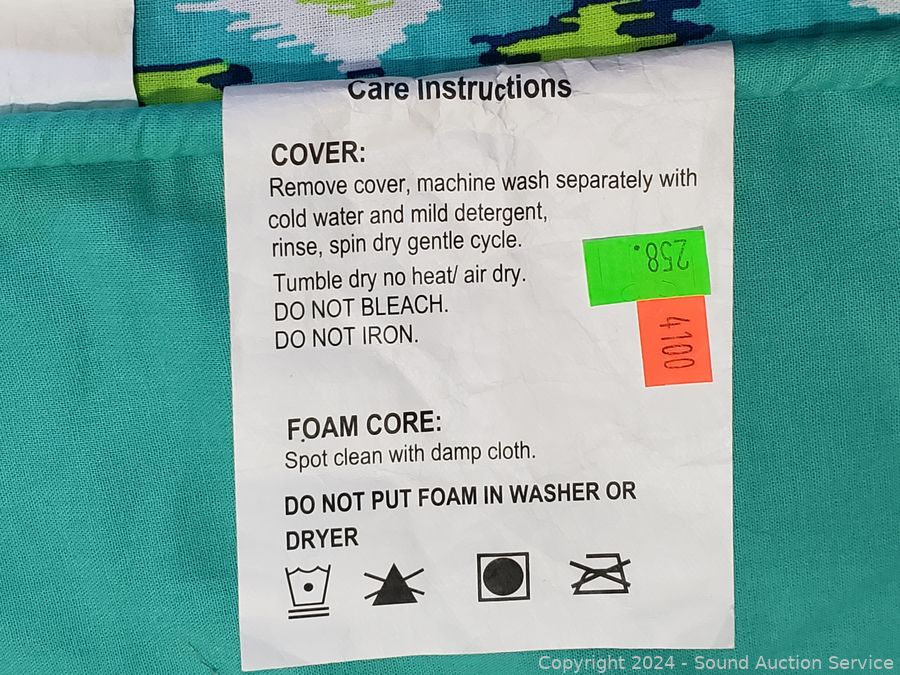 Care Instructions
COVER:
Remove cover, machine wash separately with
cold water and mild detergent,
rinse, spin dry gentle cycle.
258.
Tumble dry no heat/ air dry.
DO NOT BLEACH.
4100
DO NOT IRON.
FOAM CORE:
Spot clean with damp cloth.
DO NOT PUT FOAM IN WASHER OR
DRYER
Copyright 2024 - Sound Auction Service